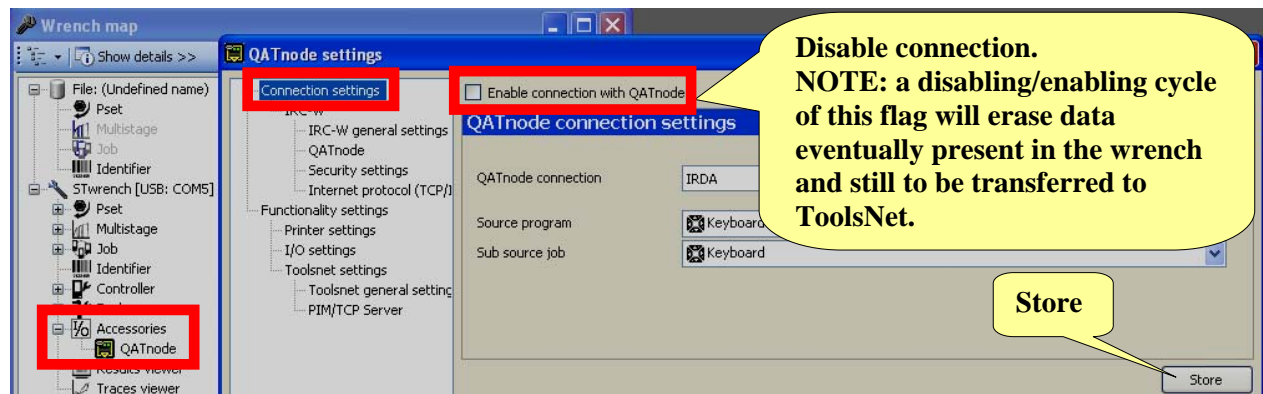 Wrench map
Show details >>
File: (Undefined name)
Pset
Multistage
Job
Identifier
STwrench [USB: COM5]
Pset
Multistage
Job
Identifier
Controller
Accessories
QATnode
Results viewer
Traces viewer
QATnode settings
Connection settings
IRC-W
IRC-W general settings
QATnode
Security settings
Internet protocol (TCP/I
Functionality settings
Printer settings
I/O settings
Toolsnet settings
Toolsnet general setting
PIM/TCP Server
Enable connection with QATnode
QATnode connection settings
QATnode connection
IRDA
Source program
Keyboard
Sub source job
Keyboard
Store
Disable connection.
NOTE: a disabling/enabling cycle
of this flag will erase data
eventually present in the wrench
and still to be transferred to
ToolsNet.
Store